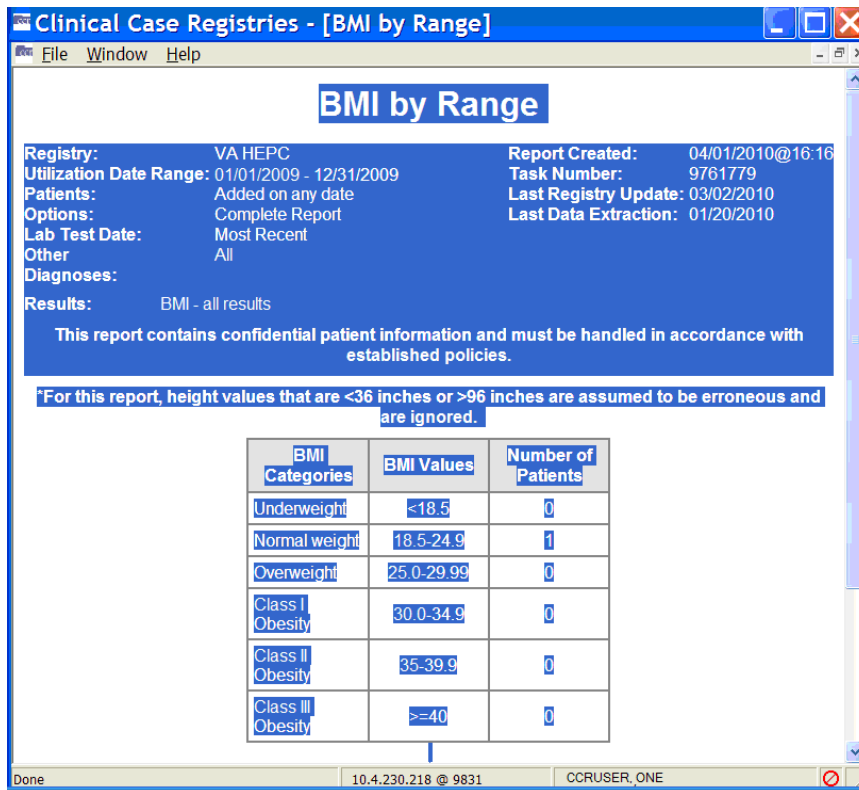 Clinical Case Registries - [BMI by Range]
File Window Help
BMI by Range
Registry: VA HEPC Report Created: 04/01/2010@16:16
Utilization Date Range: 01/01/2009 - 12/31/2009 Task Number: 9761779
Patients: Added on any date Last Registry Update: 03/02/2010
Options: Complete Report Last Data Extraction: 01/20/2010
Lab Test Date: Most Recent
Other All
Diagnoses:
Results: BMI - all results
This report contains confidential patient information and must be handled in accordance with
established policies.
*For this report, height values that are <36 inches or >96 inches are assumed to be erroneous and
are ignored.
BMI Categories BMI Values Number of Patients
Underweight <18.5 0
Normal weight 18.5-24.9 1
Overweight 25.0-29.99 0
Class I Obesity 30.0-34.9 0
Class II Obesity 35-39.9 0
Class III Obesity >=40 0
Done 10.4.230.218 @ 9831 CCRUSER, ONE